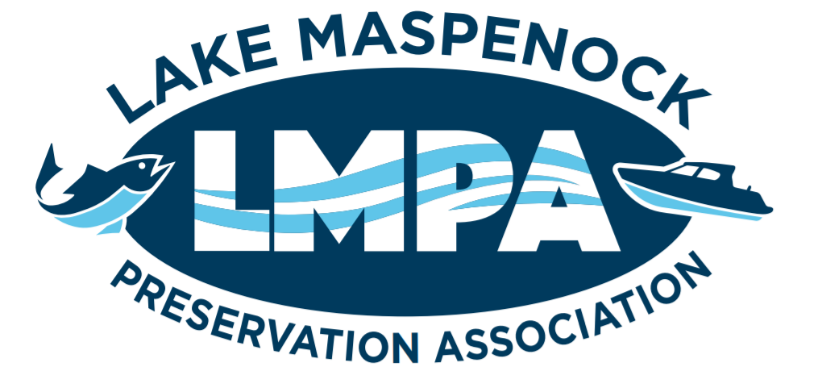 LAKE MASPENOCK
LMPA
PRESERVATION ASSOCIATION